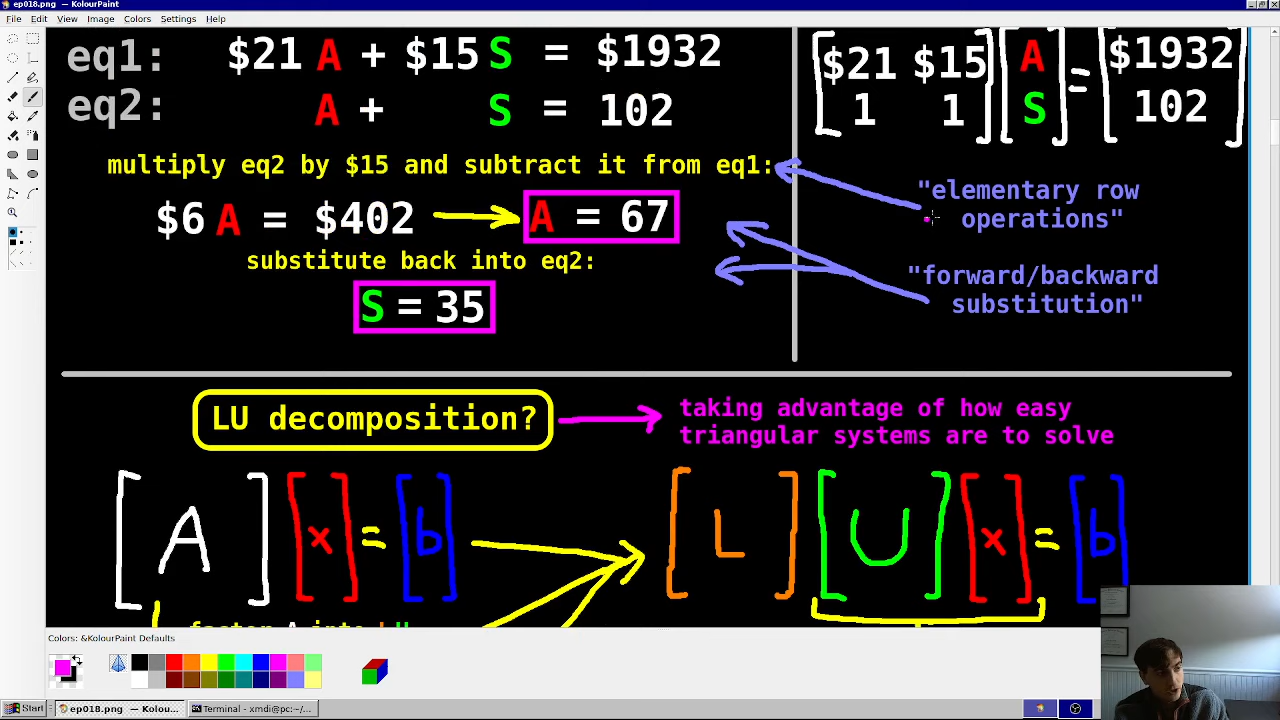 ep018.png — KolourPaint
File Edit View Image Colors Settings Help
eq1: $21 A + $15 S = $1932
eq2: A + S = 102
multiply eq2 by $15 and subtract it from eq1:
$6 A = $402 A = 67
substitute back into eq2:
S = 35
$21 $15 A = $1932
1 1 S 102
"elementary row
operations"
"forward/backward
substitution"
LU decomposition?
taking advantage of how easy
triangular systems are to solve
A x = b
L U x = b
factor A into
Colors: &KolourPaint Defaults
Start ep018.png — Kolou... Terminal - xmdi@pc:~/...